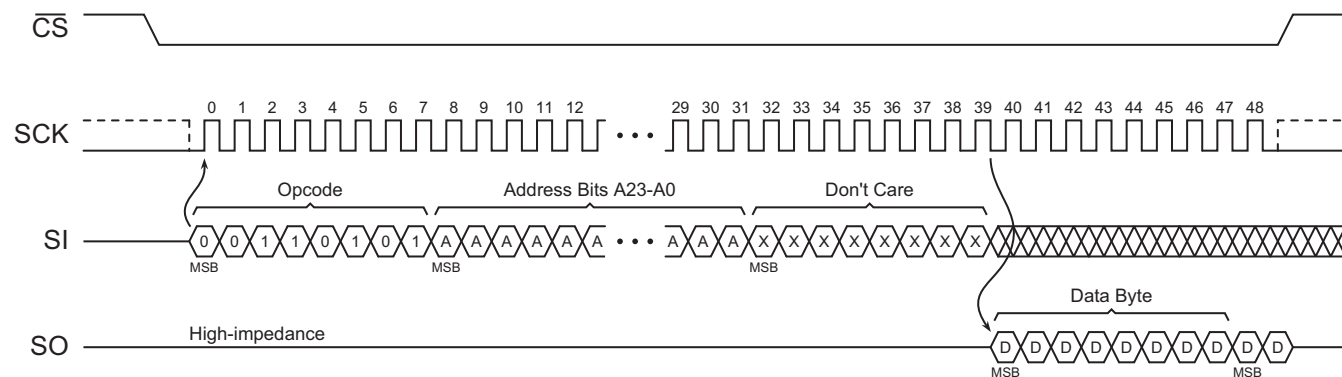 CS
0 1 2 3 4 5 6 7 8 9 10 11 12 29 30 31 32 33 34 35 36 37 38 39 40 41 42 43 44 45 46 47 48
SCK
Opcode Address Bits A23-A0 Don't Care
SI 0 0 1 1 0 1 0 1 A A A A A A A A A X X X X X X X X
MSB MSB MSB
Data Byte
High-impedance
SO D D D D D D D D D D
MSB MSB